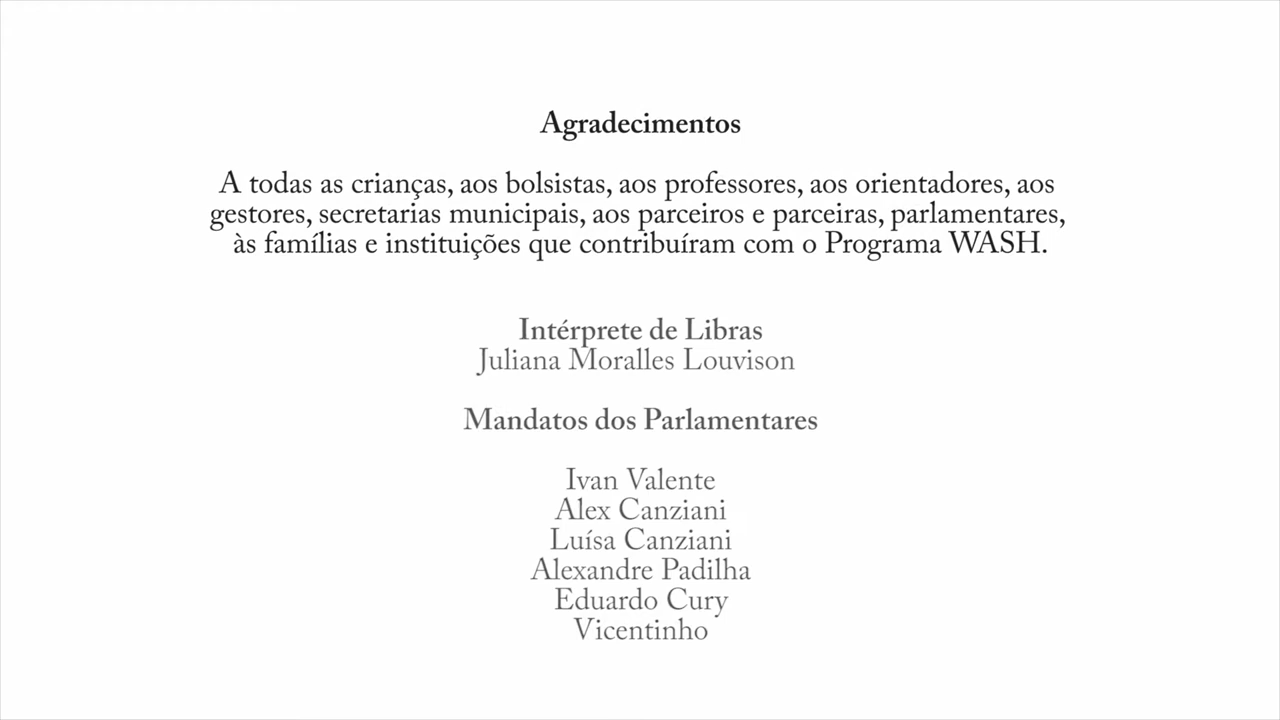 Agradecimentos
A todas as crianças, aos bolsistas, aos professores, aos orientadores, aos
gestores, secretarias municipais, aos parceiros e parceiras, parlamentares,
às famílias e instituições que contribuíram com o Programa WASH.
Intérprete de Libras
Juliana Moralles Louvison
Mandatos dos Parlamentares
Ivan Valente
Alex Canziani
Luísa Canziani
Alexandre Padilha
Eduardo Cury
Vicentinho